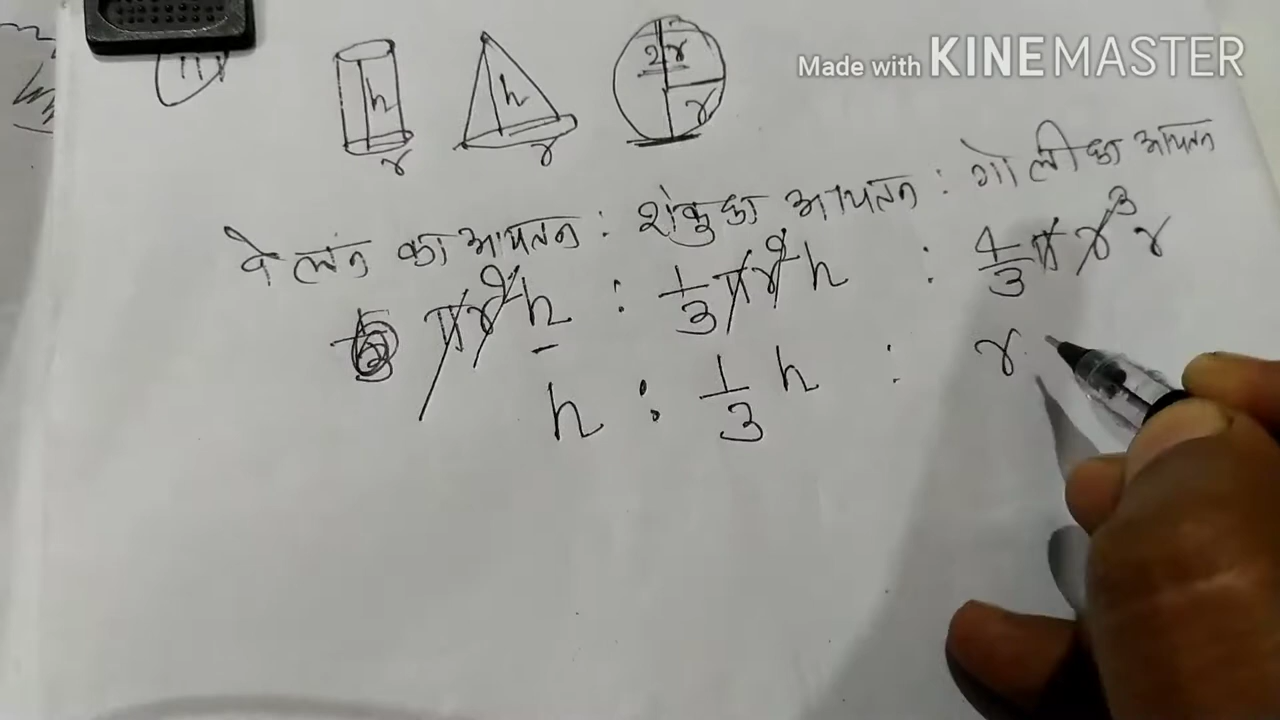 Made with KINEMASTER
h h 2r r
r r
वेलन का आयतन : शंकु का आयतन : गोली का आयतन
πr²h : 1/3 πr²h : 4/3 πr³ r
h : 1/3 h : r